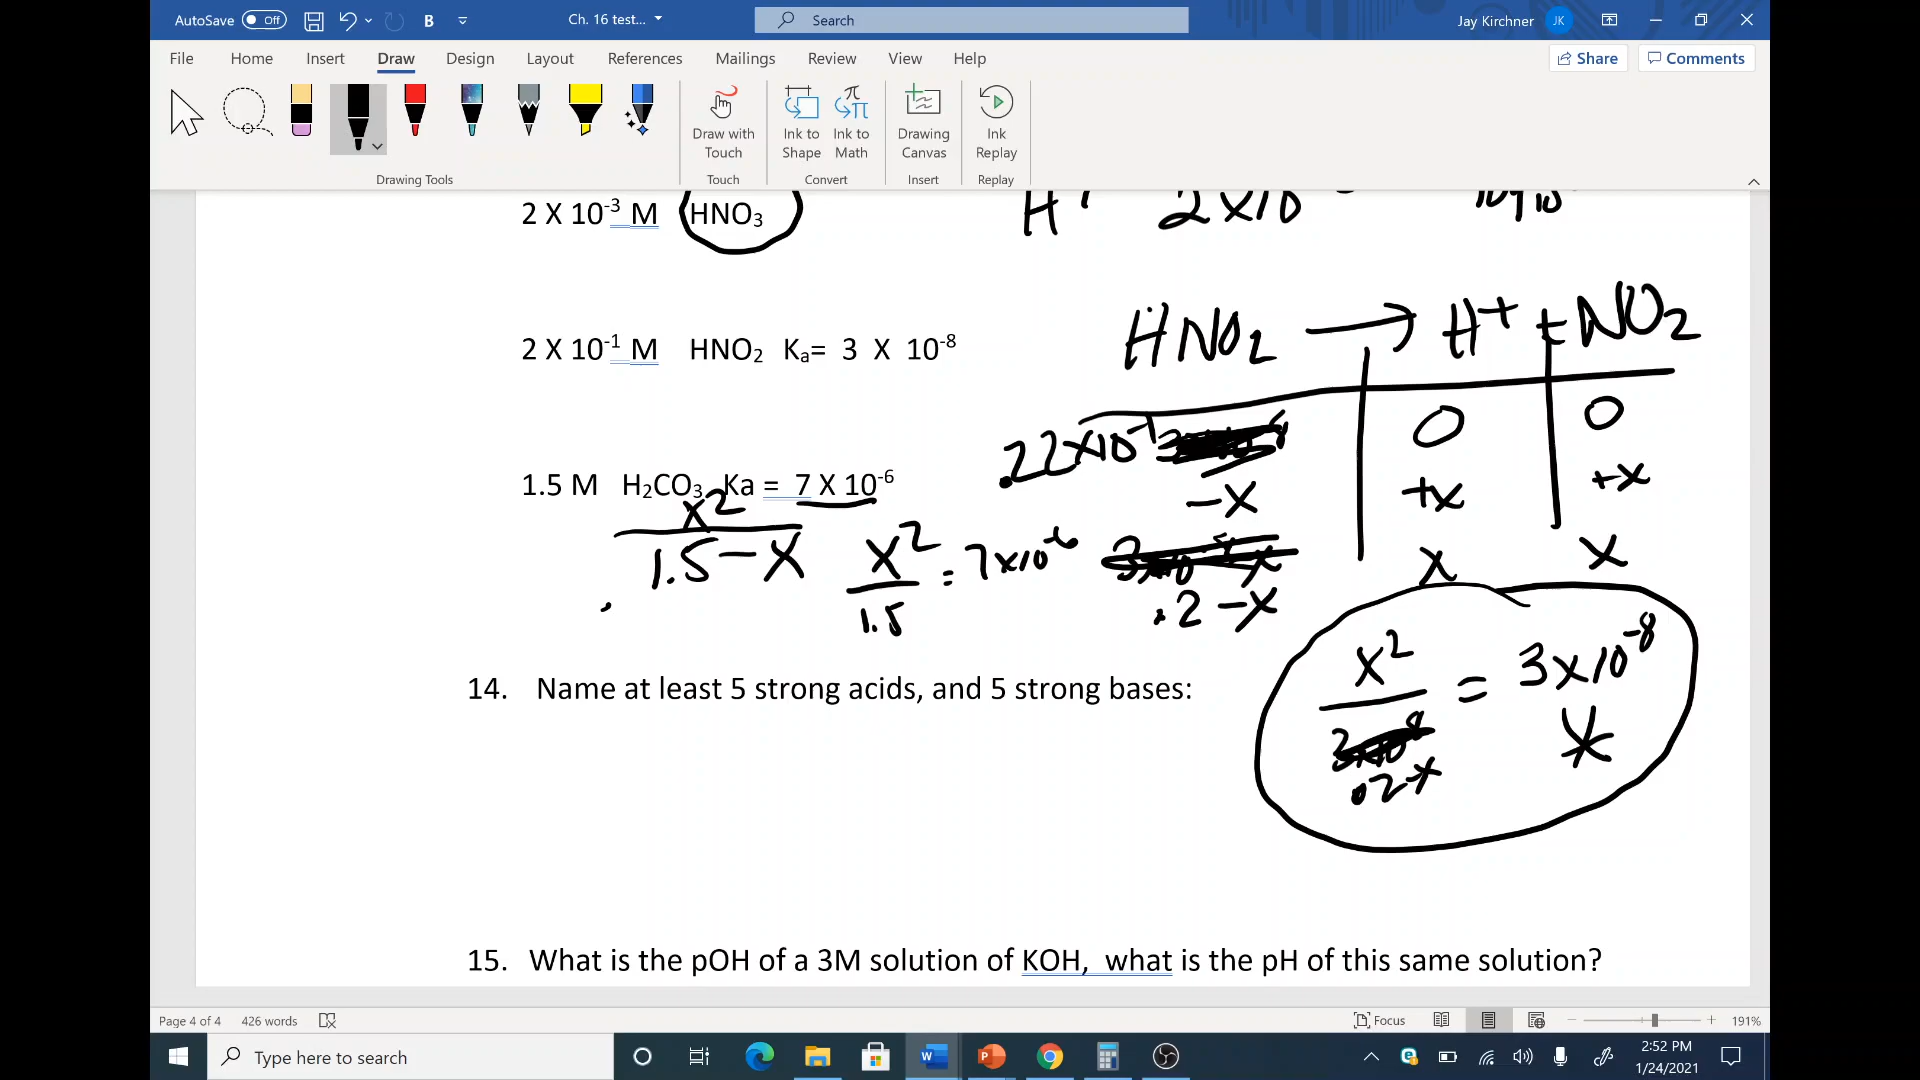 AutoSave Off B Ch. 16 test... Search Jay Kirchner JK
File Home Insert Draw Design Layout References Mailings Review View Help Share Comments
Draw with Touch Ink to Shape Ink to Math Drawing Canvas Ink Replay
Drawing Tools Touch Convert Insert Replay
2 X 10⁻³ M HNO₃ H⁺ 2x10
HNO₂ → H⁺ + NO₂
2 X 10⁻¹ M HNO₂ Kₐ= 3 X 10⁻⁸
0 0
.22x10⁻¹
1.5 M H₂CO₃ Ka = 7 X 10⁻⁶
-x +x +x
x²
1.5-x
x²
1.5
= 7x10⁻⁶
x x
.2 -x
x²
.02-x
= 3x10⁻⁸
x
14. Name at least 5 strong acids, and 5 strong bases:
15. What is the pOH of a 3M solution of KOH, what is the pH of this same solution?
Page 4 of 4 426 words Focus 191%
Type here to search 2:52 PM
1/24/2021